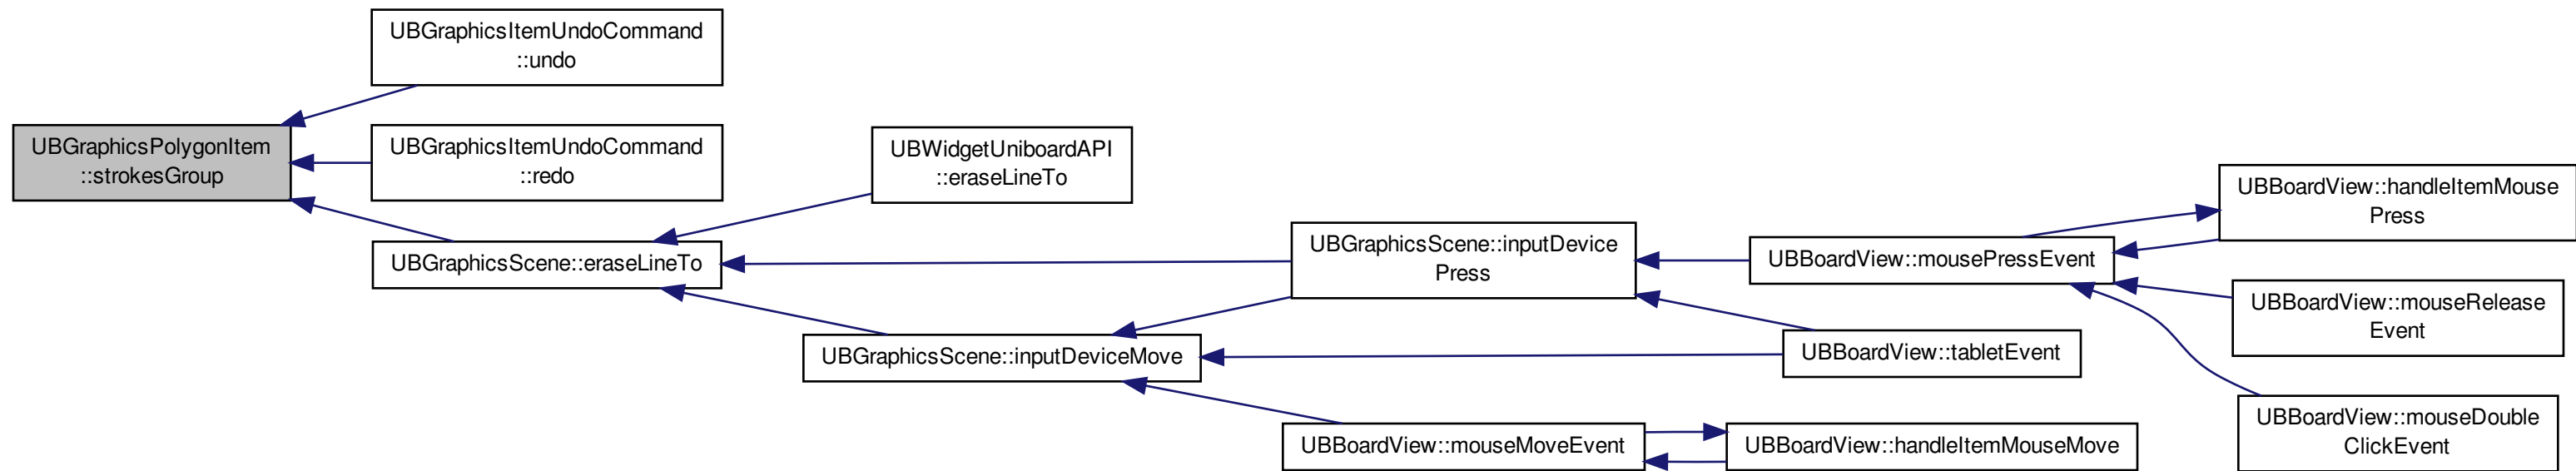 UBGraphicsPolygonItem
::strokesGroup
UBGraphicsItemUndoCommand
::undo
UBGraphicsItemUndoCommand
::redo
UBGraphicsScene::eraseLineTo
UBWidgetUniboardAPI
::eraseLineTo
UBGraphicsScene::inputDeviceMove
UBGraphicsScene::inputDevice
Press
UBBoardView::mouseMoveEvent
UBBoardView::mousePressEvent
UBBoardView::tabletEvent
UBBoardView::handleItemMouseMove
UBBoardView::handleItemMouse
Press
UBBoardView::mouseRelease
Event
UBBoardView::mouseDouble
ClickEvent